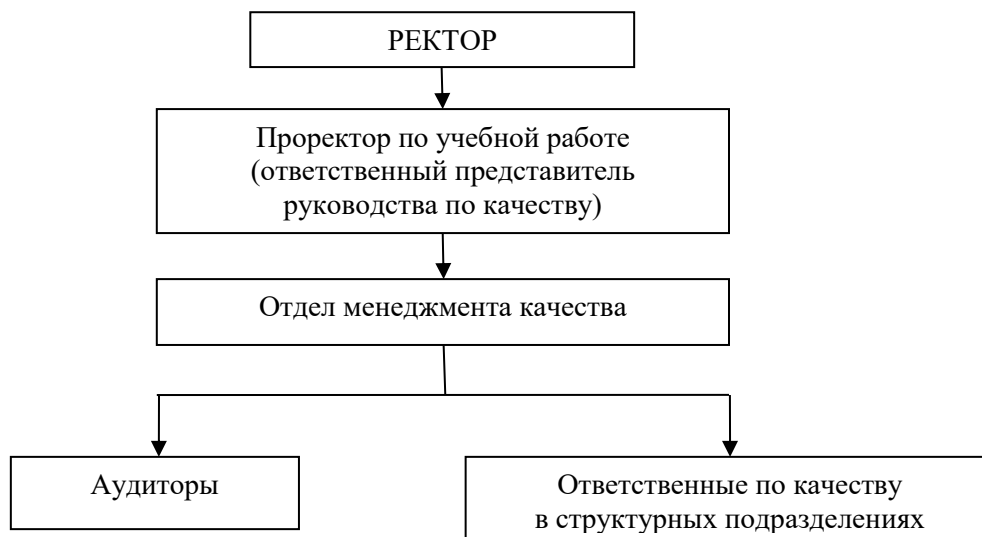 РЕКТОР
Проректор по учебной работе
(ответственный представитель
руководства по качеству)
Отдел менеджмента качества
Аудиторы
Ответственные по качеству
в структурных подразделениях